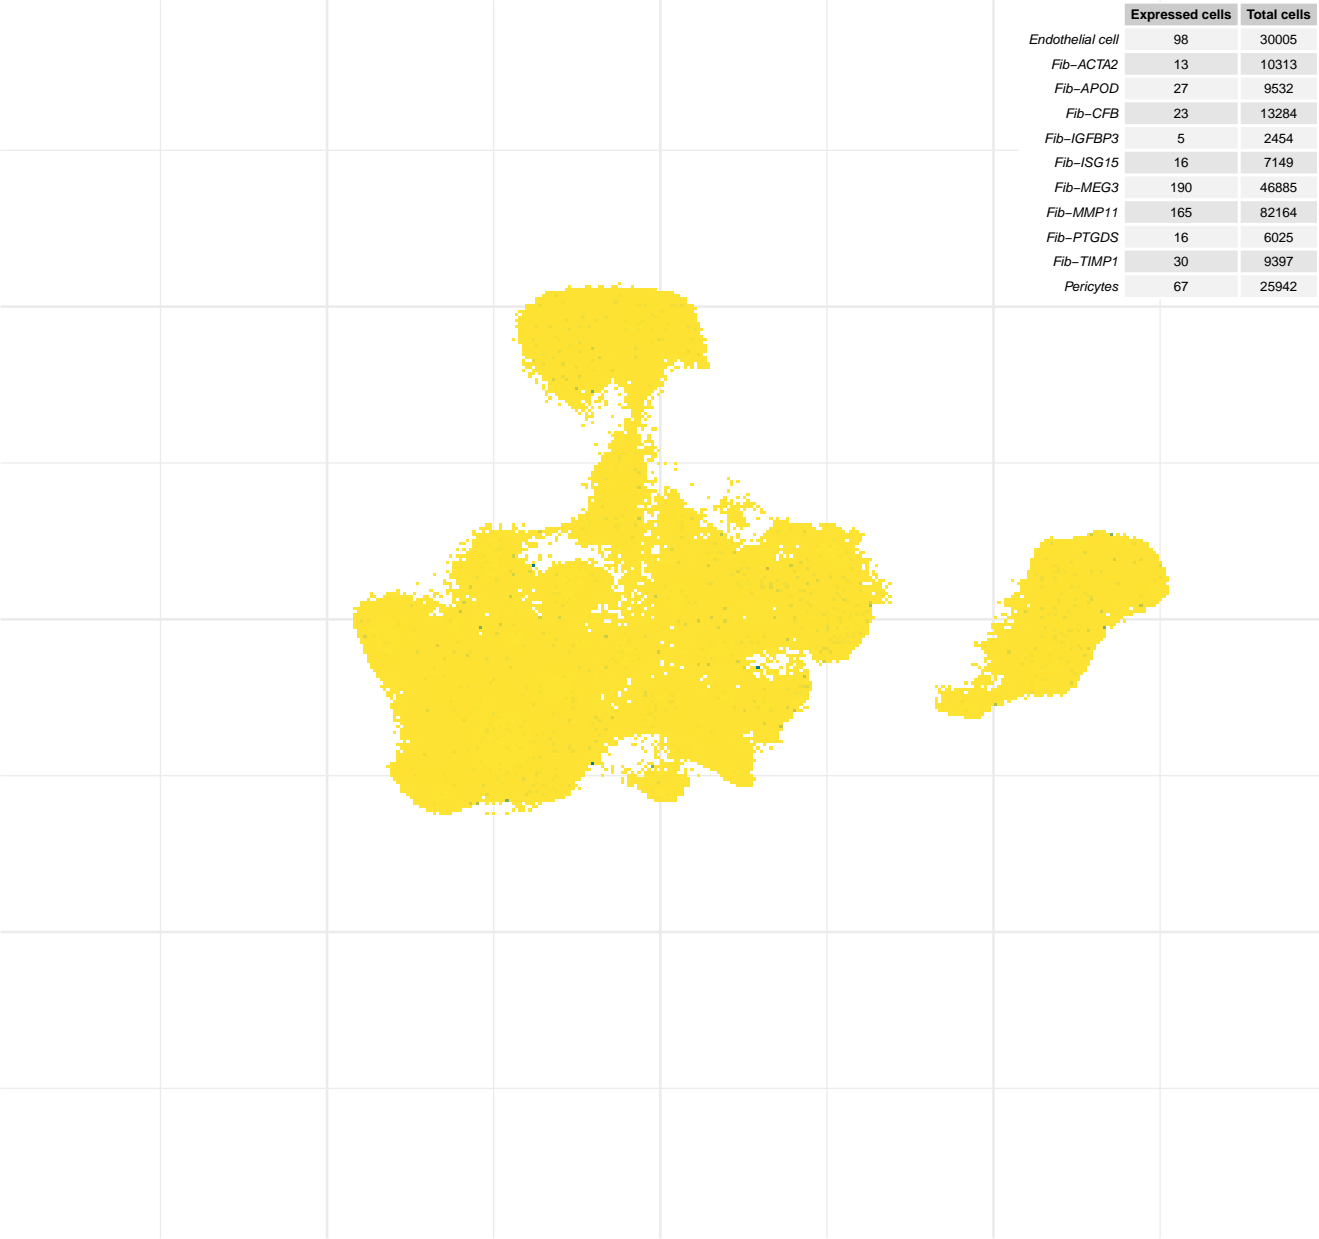 Expressed cells Total cells
Endothelial cell 98 30005
Fib−ACTA2 13 10313
Fib−APOD 27 9532
Fib−CFB 23 13284
Fib−IGFBP3 5 2454
Fib−ISG15 16 7149
Fib−MEG3 190 46885
Fib−MMP11 165 82164
Fib−PTGDS 16 6025
Fib−TIMP1 30 9397
Pericytes 67 25942